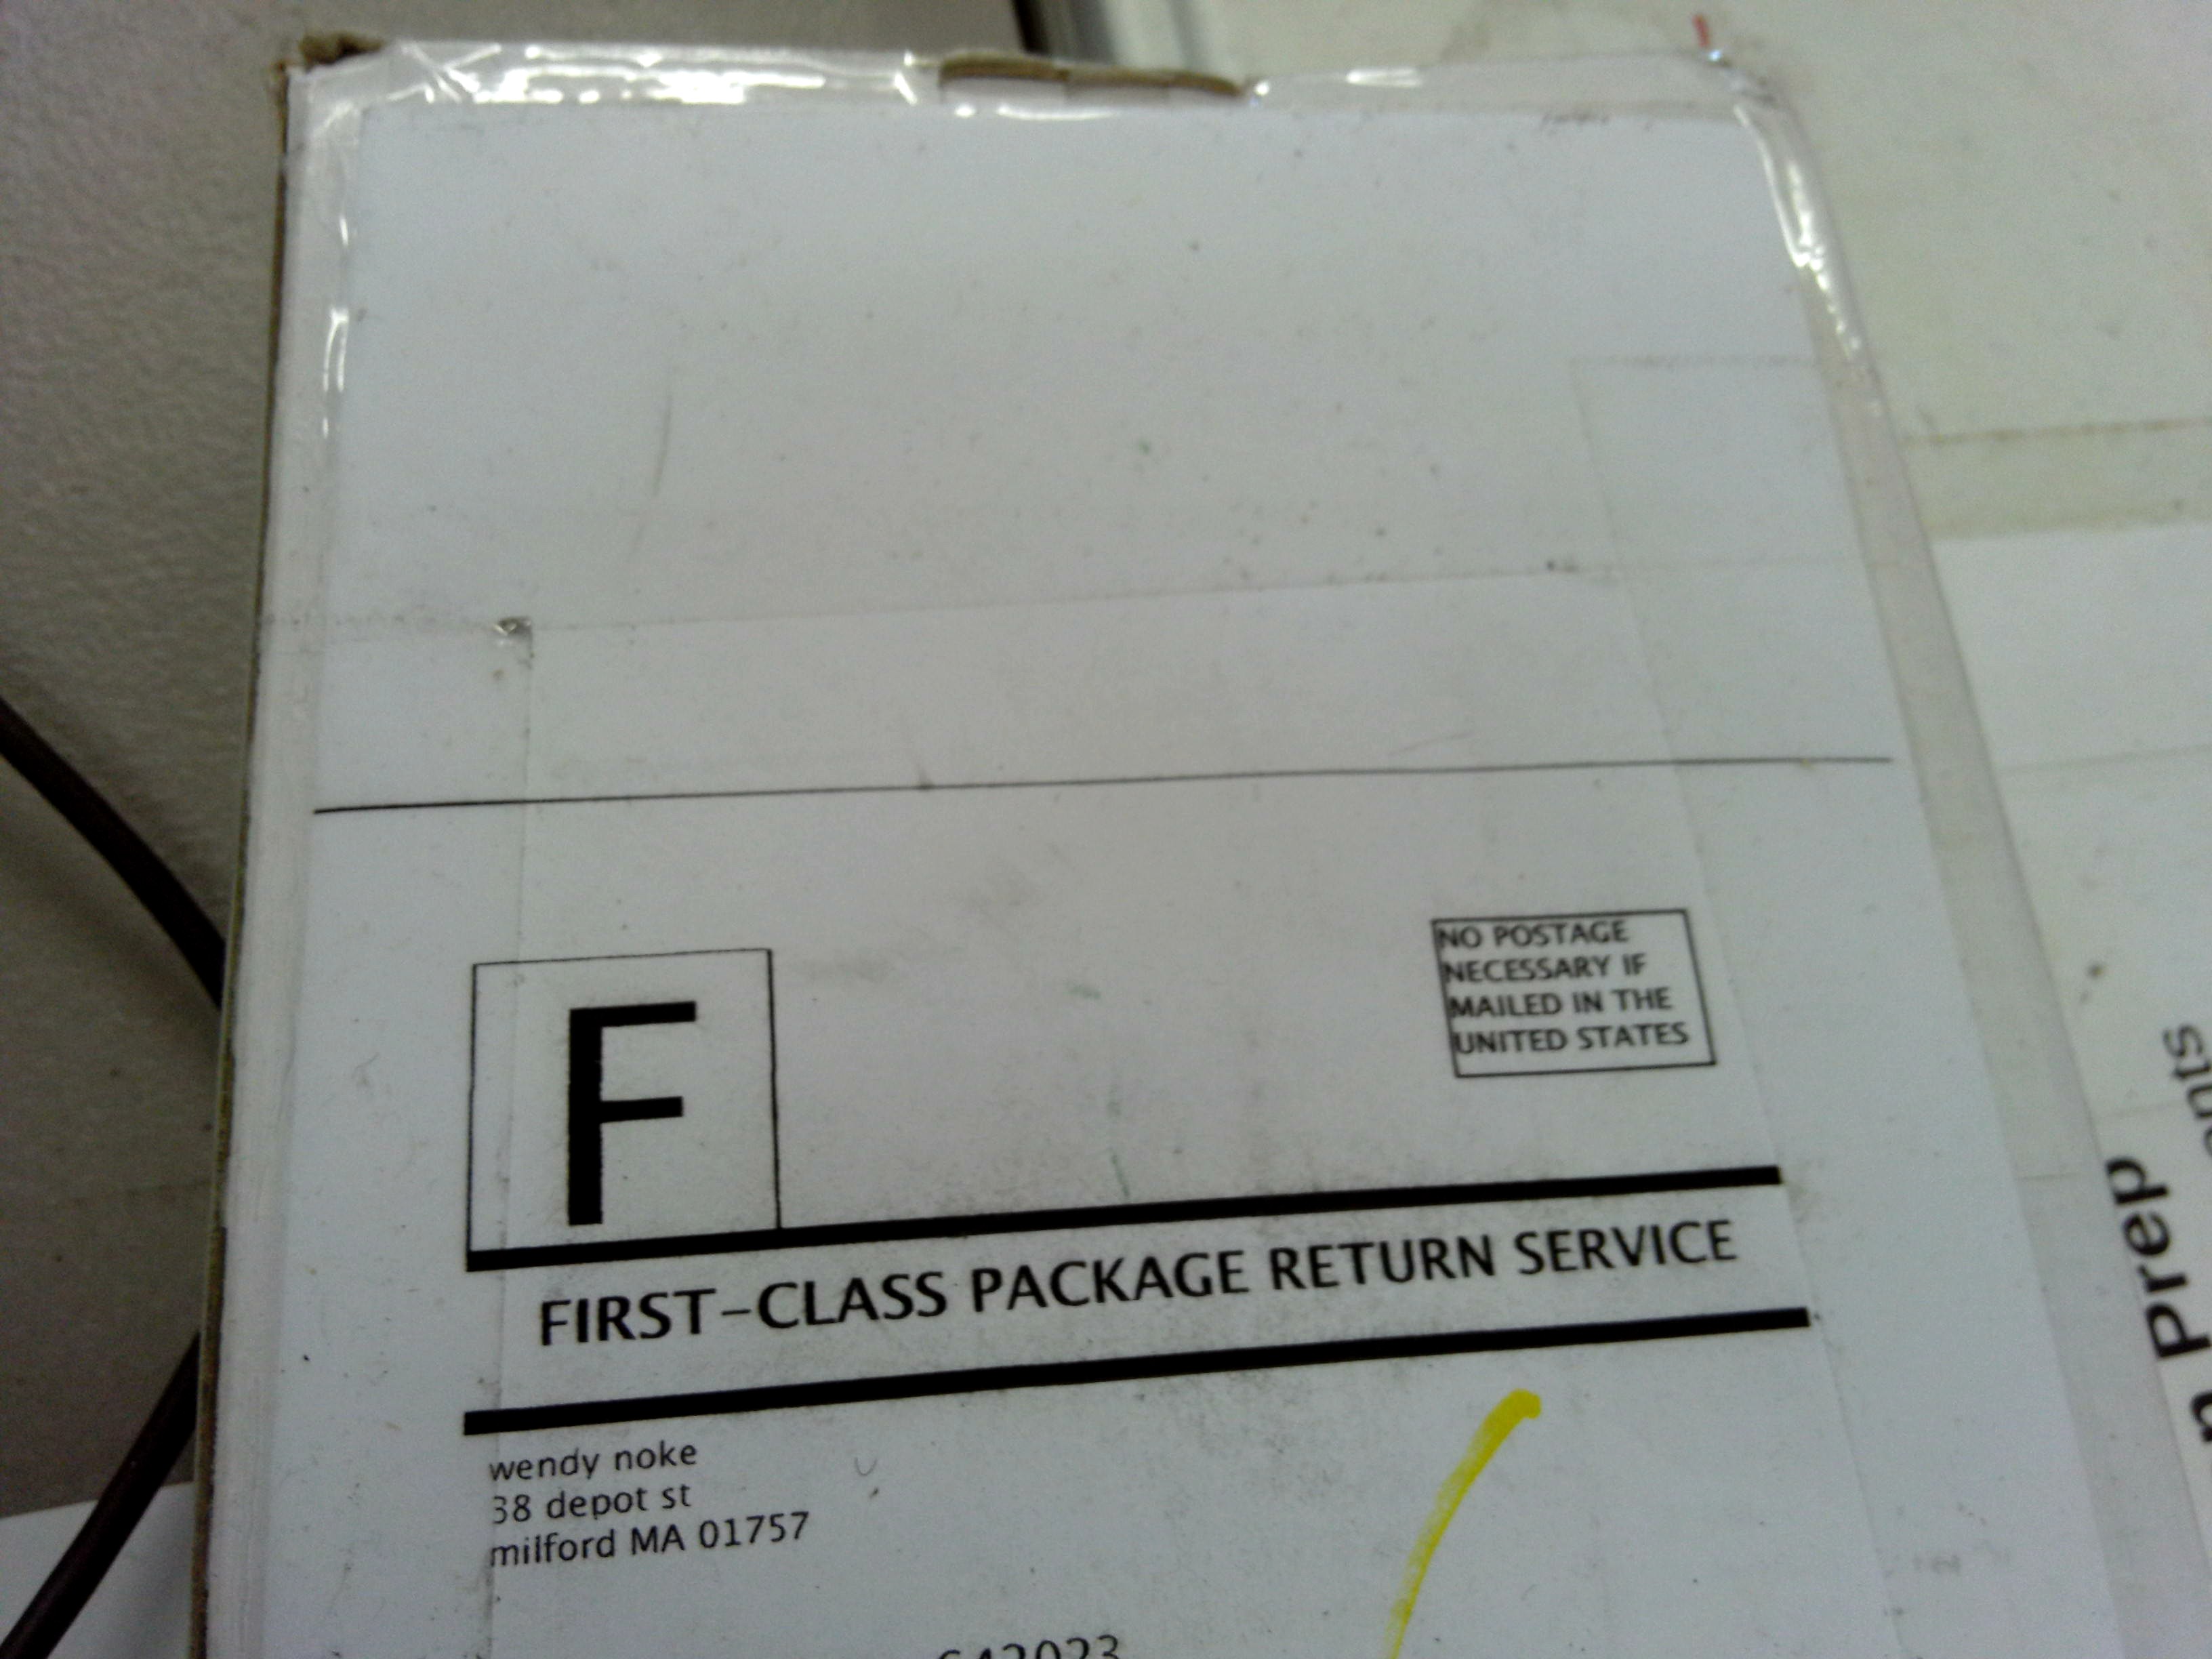 NO POSTAGE
NECESSARY IF
MAILED IN THE
UNITED STATES
F
FIRST-CLASS PACKAGE RETURN SERVICE
wendy noke
38 depot st
milford MA 01757
642023
Prep